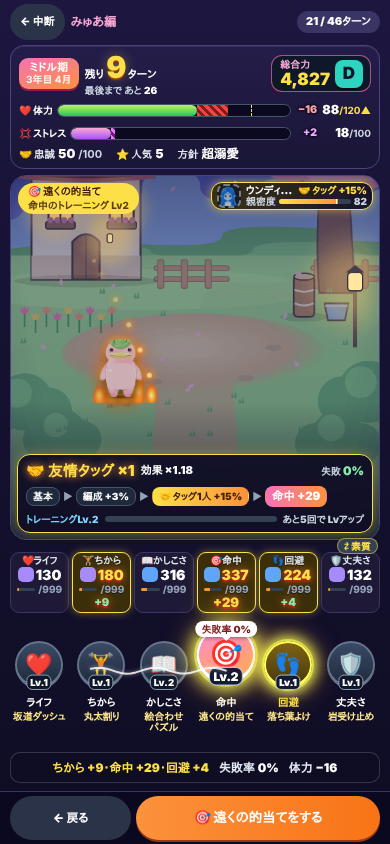 ← 中断 みゅあ編 21 / 46ターン
ミドル期
3年目 4月
残り 9 ターン
最後まで あと 26
総合力
4,827 D
体力 −16 88/120▲
ストレス +2 18/100
忠誠 50 /100 人気 5 方針 超溺愛
遠くの的当て
命中のトレーニング Lv2
ウンディ… タッグ +15%
親密度 82
友情タッグ ×1 効果 ×1.18 失敗 0%
基本 ▶ 編成 +3% ▶ タッグ1人 +15% ▶ 命中 +29
トレーニングLv.2 あと5回で Lvアップ
素質
ライフ ちから かしこさ 命中 回避 丈夫さ
130 180 316 337 224 132
/999 /999 /999 /999 /999 /999
+9 +29 +4
失敗率 0%
Lv.1 Lv.1 Lv.2 Lv.2 Lv.1 Lv.1
ライフ ちから かしこさ 命中 回避 丈夫さ
坂道ダッシュ 丸太割り 絵合わせ 遠くの的当て 落ち葉よけ 岩受け止め
パズル
ちから +9・命中 +29・回避 +4 失敗率 0% 体力 −16
← 戻る 遠くの的当てをする